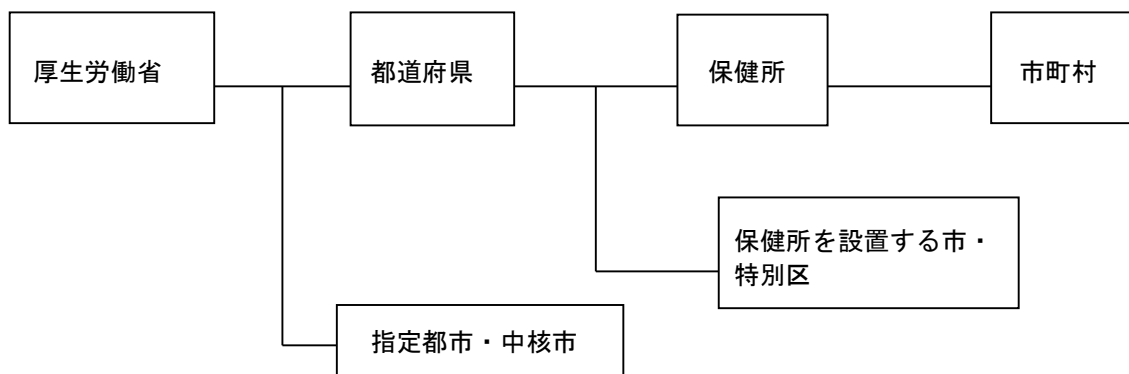 厚生労働省
都道府県
保健所
市町村
保健所を設置する市・
特別区
指定都市・中核市